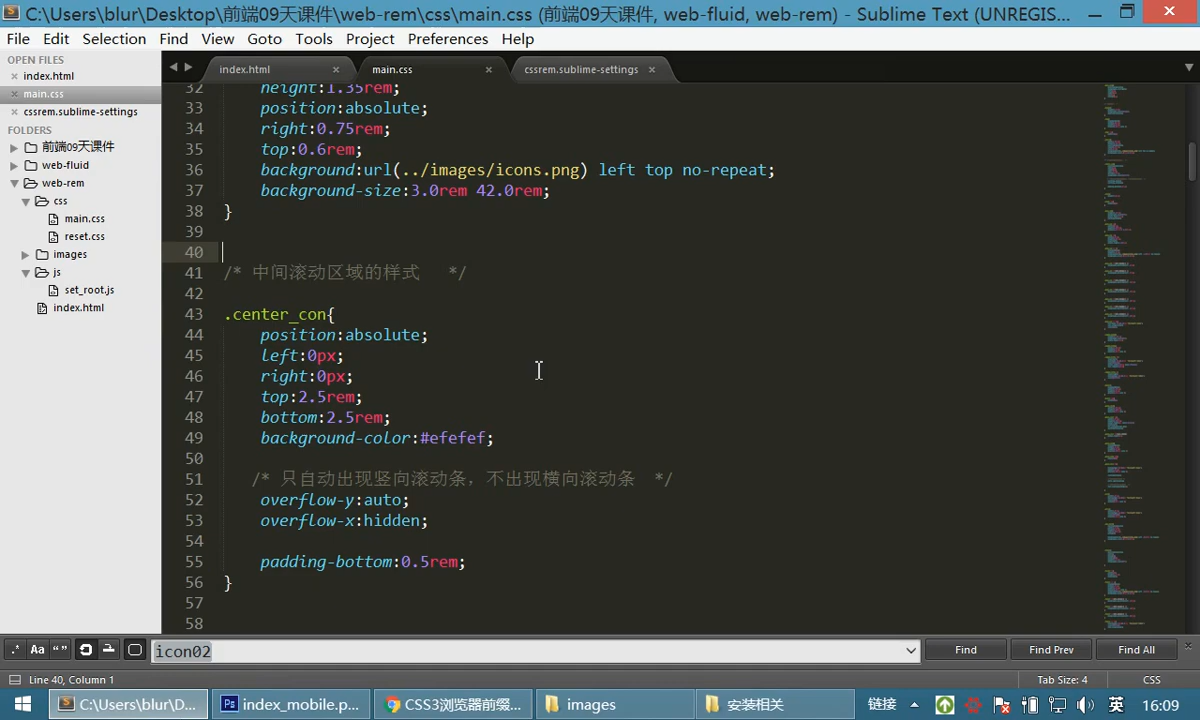 C:\Users\blur\Desktop\前端09天课件\web-rem\css\main.css (前端09天课件, web-fluid, web-rem) - Sublime Text (UNREGIS...
File Edit Selection Find View Goto Tools Project Preferences Help
OPEN FILES
index.html
main.css
cssrem.sublime-settings
FOLDERS
前端09天课件
web-fluid
web-rem
css
main.css
reset.css
images
js
set_root.js
index.html
index.html main.css cssrem.sublime-settings
32 height:1.35rem;
33 position:absolute;
34 right:0.75rem;
35 top:0.6rem;
36 background:url(../images/icons.png) left top no-repeat;
37 background-size:3.0rem 42.0rem;
38 }
39
40
41 /* 中间滚动区域的样式 */
42
43 .center_con{
44 position:absolute;
45 left:0px;
46 right:0px;
47 top:2.5rem;
48 bottom:2.5rem;
49 background-color:#efefef;
50
51 /* 只自动出现竖向滚动条，不出现横向滚动条 */
52 overflow-y:auto;
53 overflow-x:hidden;
54
55 padding-bottom:0.5rem;
56 }
57
58
.* Aa “” icon02 Find Find Prev Find All
Line 40, Column 1 Tab Size: 4 CSS
C:\Users\blur\D... index_mobile.p... CSS3浏览器前缀... images 安装相关 链接 英 16:09